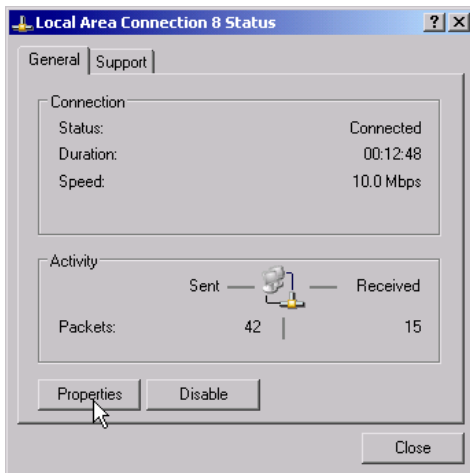 Local Area Connection 8 Status
General Support
Connection
Status: Connected
Duration: 00:12:48
Speed: 10.0 Mbps
Activity
Sent Received
Packets: 42 15
Properties Disable
Close